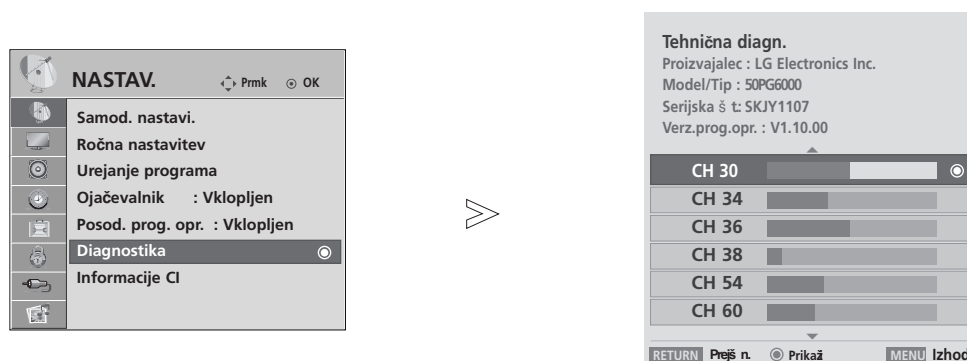 NASTAV. Prmk OK
Samod. nastavi.
Ročna nastavitev
Urejanje programa
Ojačevalnik : Vklopljen
Posod. prog. opr. : Vklopljen
Diagnostika
Informacije CI
Tehnična diagn.
Proizvajalec : LG Electronics Inc.
Model/Tip : 50PG6000
Serijska š t.: SKJY1107
Verz.prog.opr. : V1.10.00
CH 30
CH 34
CH 36
CH 38
CH 54
CH 60
RETURN Prejš n. Prikaži MENU Izhod